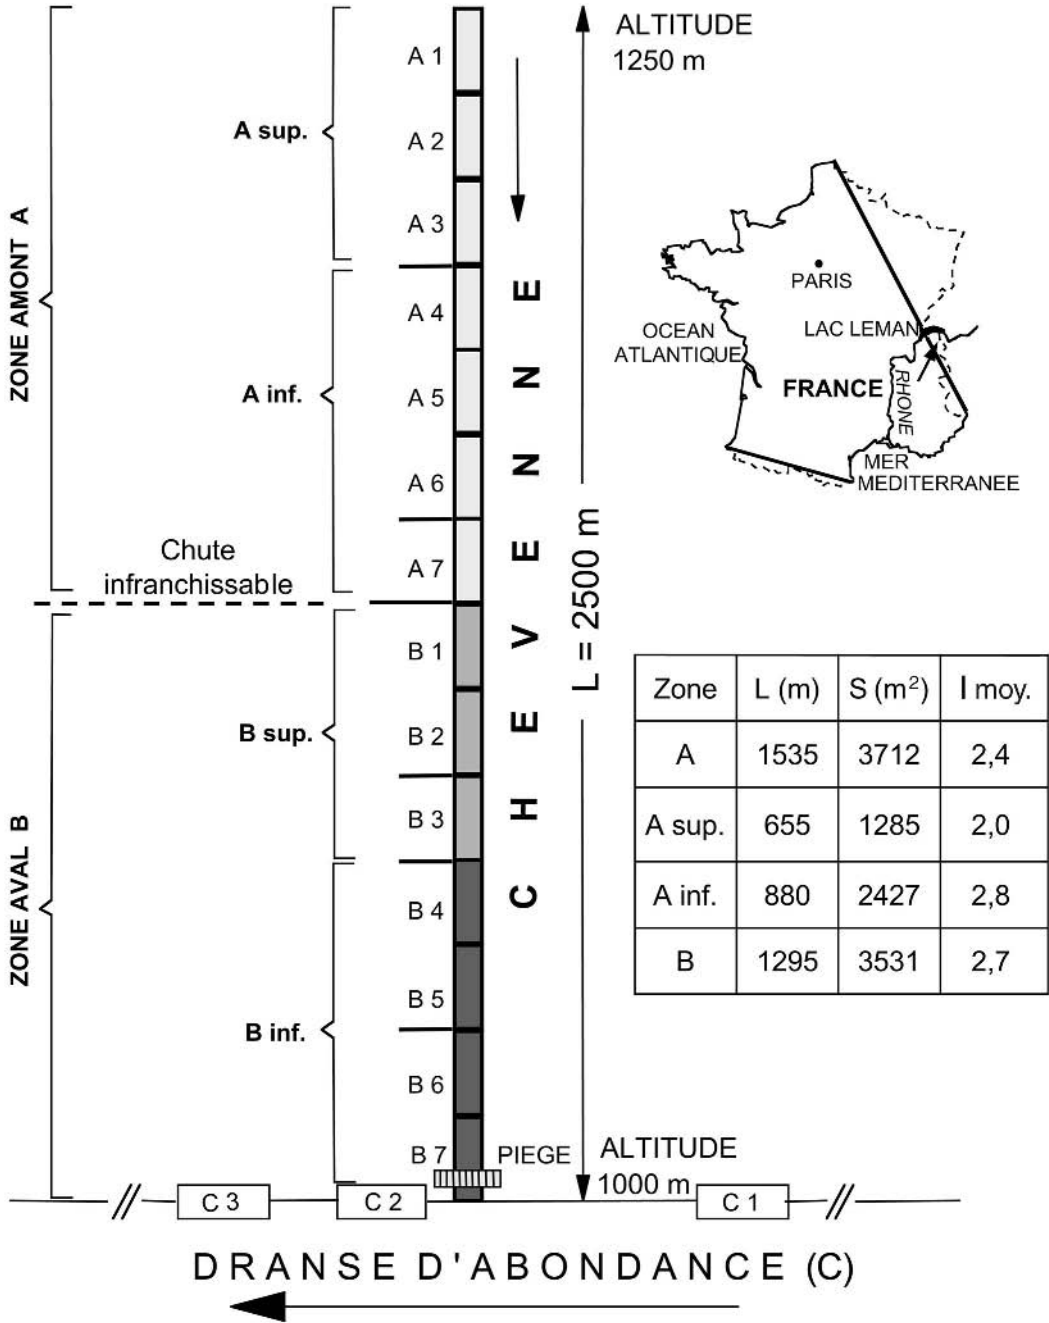 ALTITUDE
1250 m
A 1
A sup.
A 2
A 3
ZONE AMONT A
A 4
A inf.
A 5
A 6
A 7
Chute
infranchissable
B 1
B sup.
B 2
B 3
ZONE AVAL B
B 4
B 5
B inf.
B 6
B 7
PIEGE
CHEVENNE
L = 2500 m
ALTITUDE
1000 m
PARIS
LAC LEMAN
OCEAN
ATLANTIQUE
FRANCE
RHONE
MER
MEDITERRANEE
Zone L (m) S (m²) I moy.
A 1535 3712 2,4
A sup. 655 1285 2,0
A inf. 880 2427 2,8
B 1295 3531 2,7
C 3 C 2 C 1
DRANSE D'ABONDANCE (C)